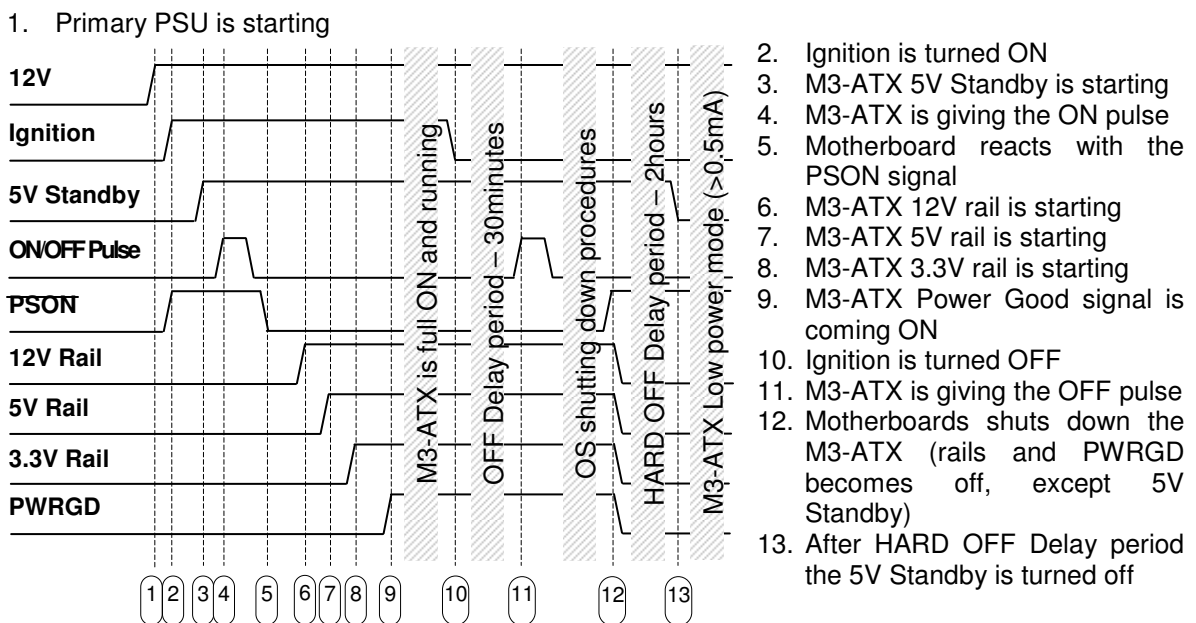 1. Primary PSU is starting
12V
Ignition
5V Standby
ON/OFF Pulse
PSON
12V Rail
5V Rail
3.3V Rail
PWRGD
M3-ATX is full ON and running
OFF Delay period – 30minutes
OS shutting down procedures
HARD OFF Delay period – 2hours
M3-ATX Low power mode (>0.5mA)
1 2 3 4 5 6 7 8 9 10 11 12 13
2. Ignition is turned ON
3. M3-ATX 5V Standby is starting
4. M3-ATX is giving the ON pulse
5. Motherboard reacts with the
PSON signal
6. M3-ATX 12V rail is starting
7. M3-ATX 5V rail is starting
8. M3-ATX 3.3V rail is starting
9. M3-ATX Power Good signal is
coming ON
10. Ignition is turned OFF
11. M3-ATX is giving the OFF pulse
12. Motherboards shuts down the
M3-ATX (rails and PWRGD
becomes off, except 5V
Standby)
13. After HARD OFF Delay period
the 5V Standby is turned off